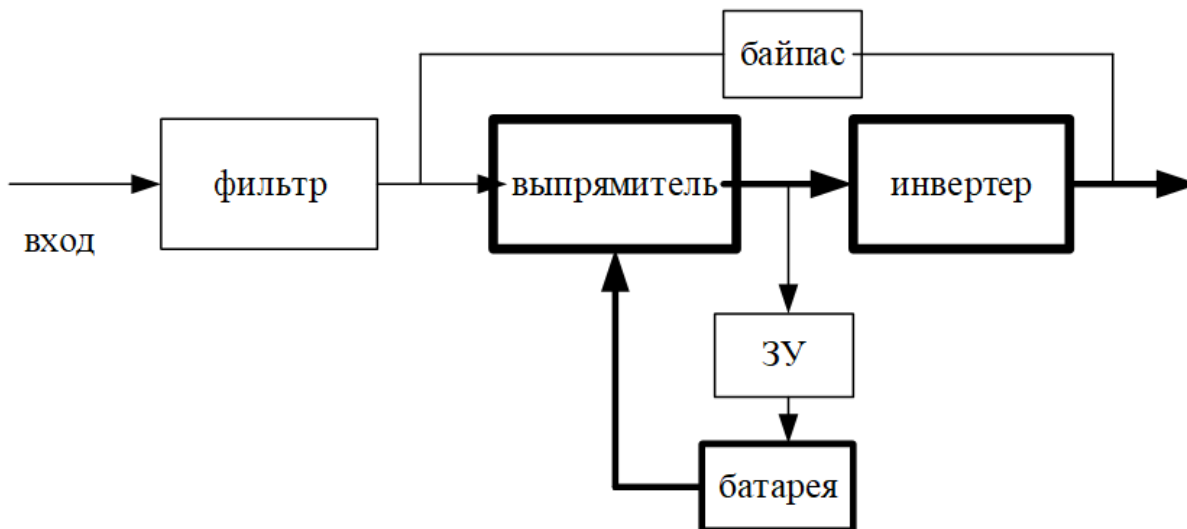 байпас
фильтр
выпрямитель
инвертер
вход
ЗУ
батарея